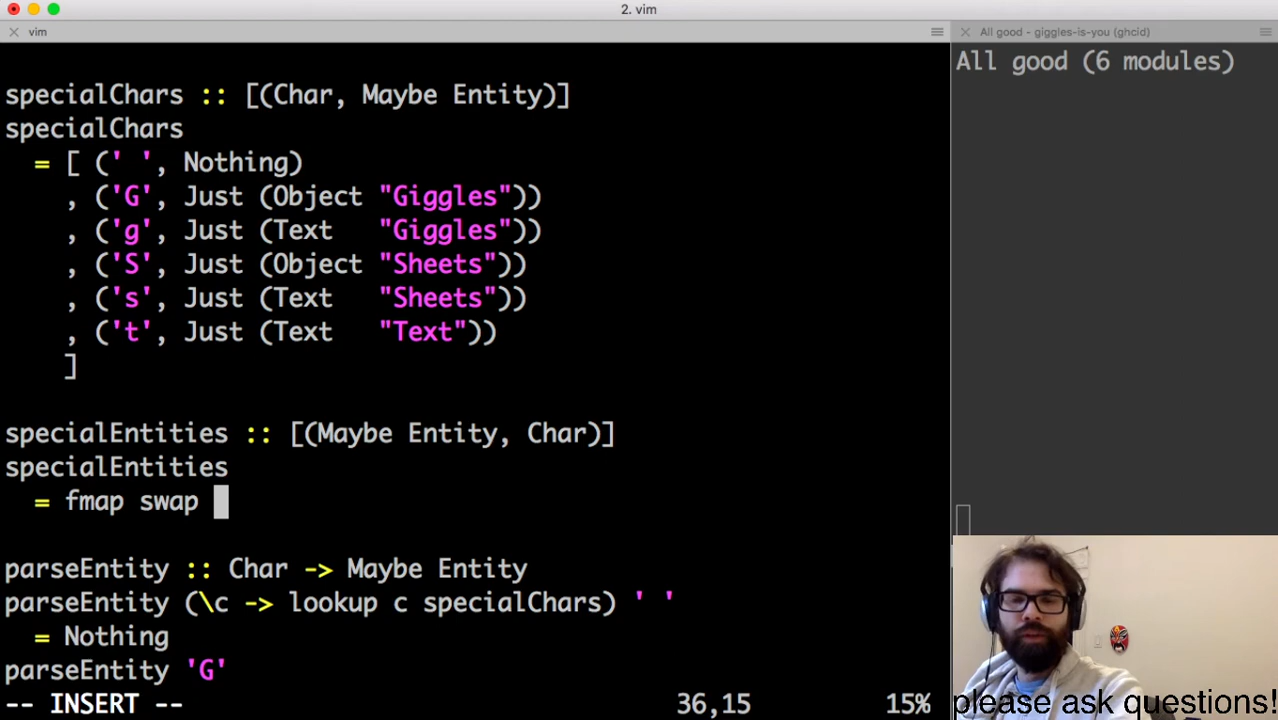 2. vim
vim
All good - giggles-is-you (ghcid)
All good (6 modules)
specialChars :: [(Char, Maybe Entity)]
specialChars
= [ (' ', Nothing)
, ('G', Just (Object "Giggles"))
, ('g', Just (Text   "Giggles"))
, ('S', Just (Object "Sheets"))
, ('s', Just (Text   "Sheets"))
, ('t', Just (Text   "Text"))
]
specialEntities :: [(Maybe Entity, Char)]
specialEntities
= fmap swap
parseEntity :: Char -> Maybe Entity
parseEntity (\c -> lookup c specialChars) ' '
= Nothing
parseEntity 'G'
-- INSERT -- 36,15 15%
please ask questions!